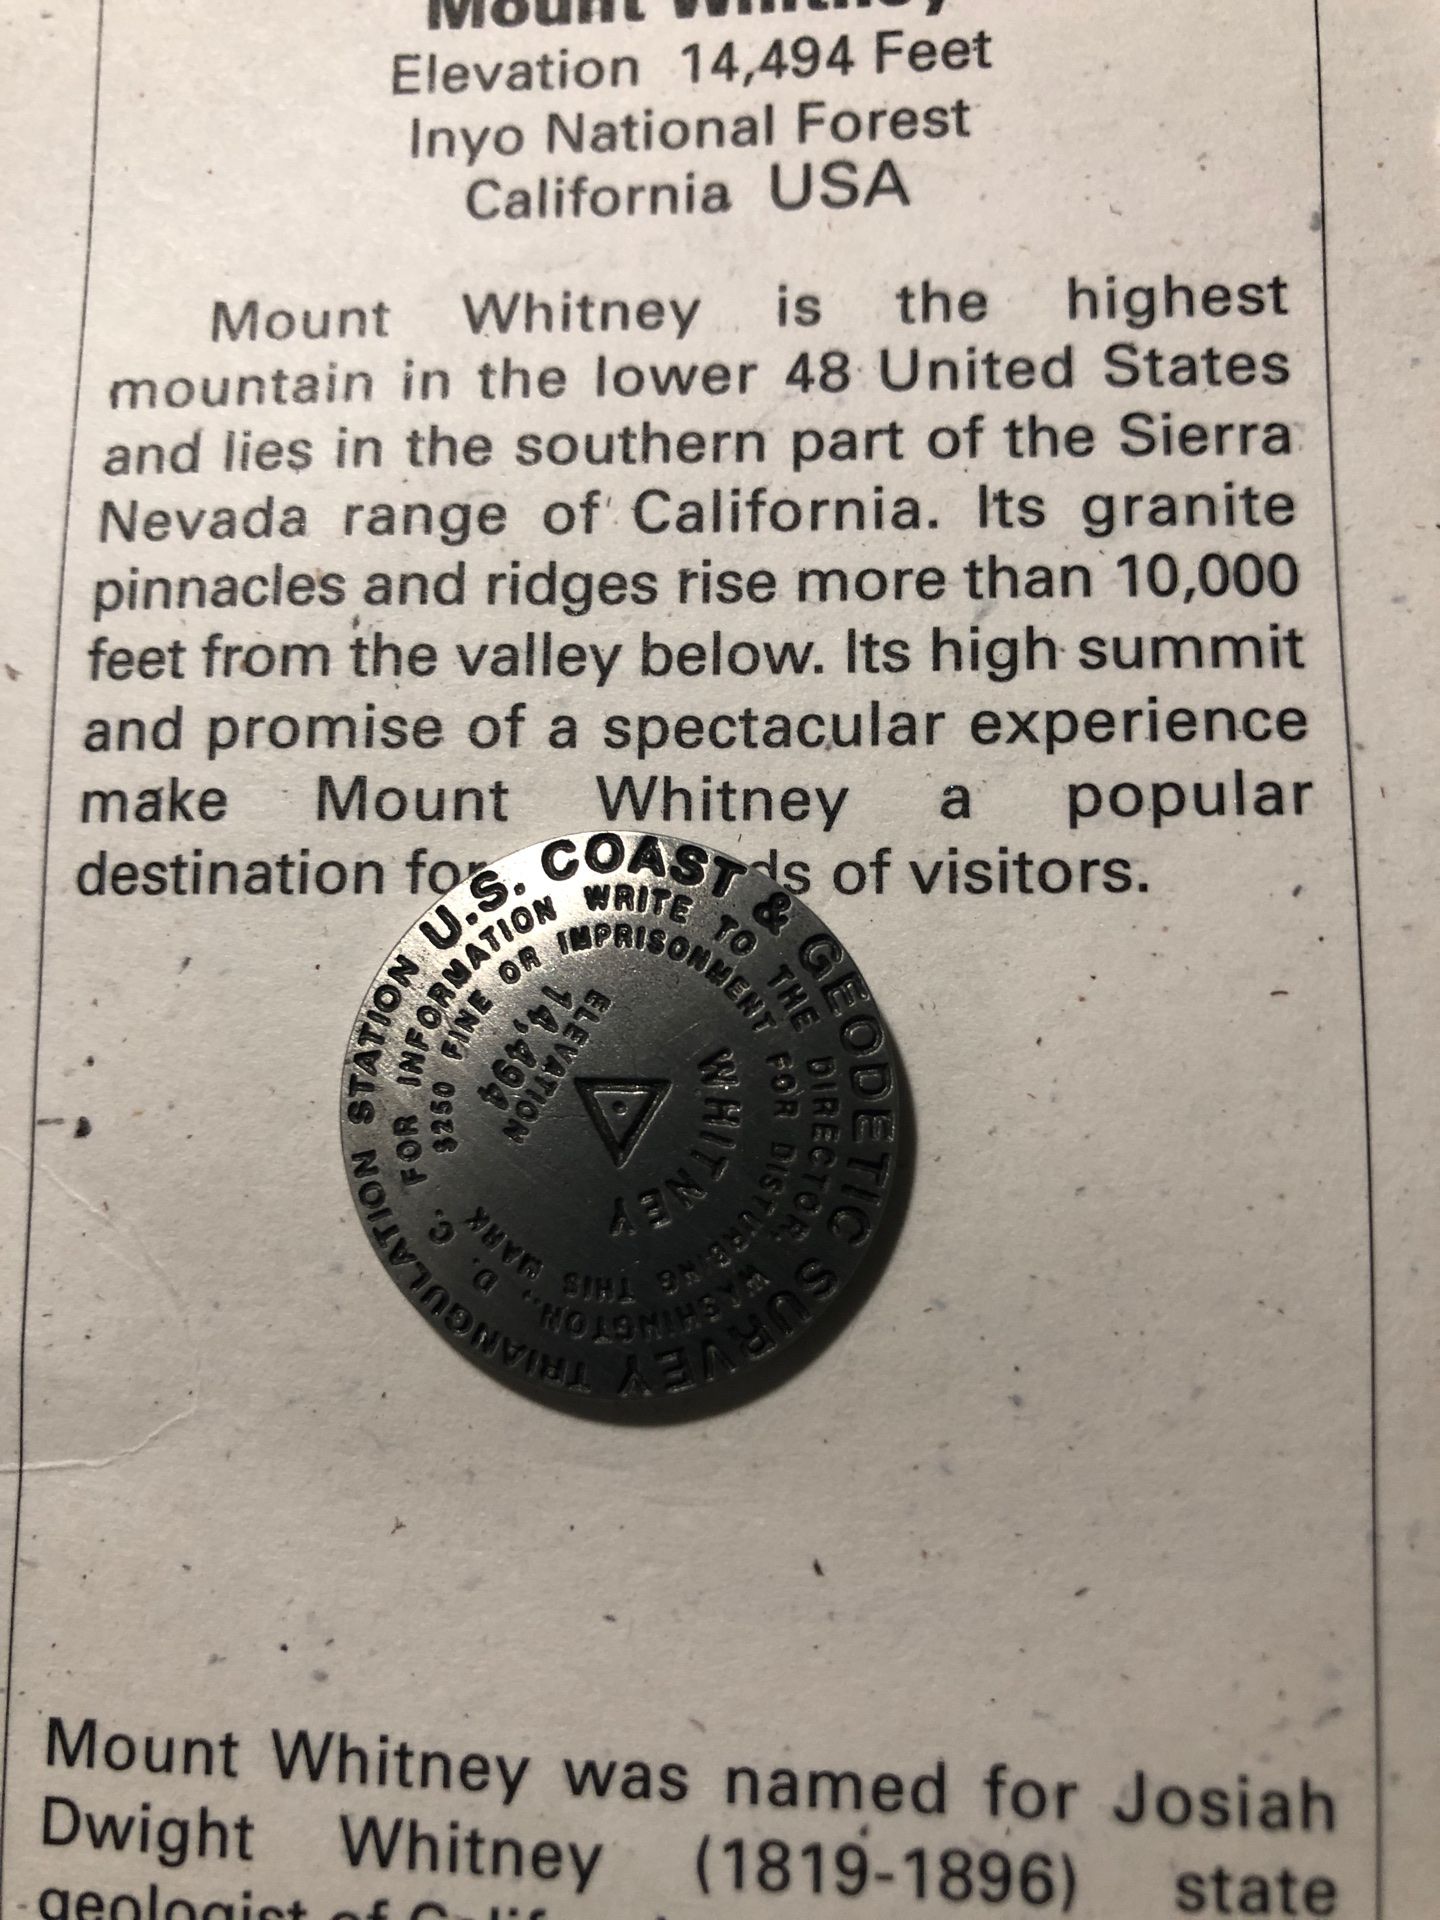 Mount Whitney
Elevation 14,494 Feet
Inyo National Forest
California USA
Mount Whitney is the highest
mountain in the lower 48 United States
and lies in the southern part of the Sierra
Nevada range of California. Its granite
pinnacles and ridges rise more than 10,000
feet from the valley below. Its high summit
and promise of a spectacular experience
make Mount Whitney a popular
destination for ds of visitors.
U.S. COAST & GEODETIC SURVEY TRIANGULATION STATION
FOR INFORMATION WRITE TO THE DIRECTOR, WASHINGTON, D. C.
$250 FINE OR IMPRISONMENT FOR DISTURBING THIS MARK
ELEVATION
14,494
WHITNEY
Mount Whitney was named for Josiah
Dwight Whitney (1819-1896) state
geologist of